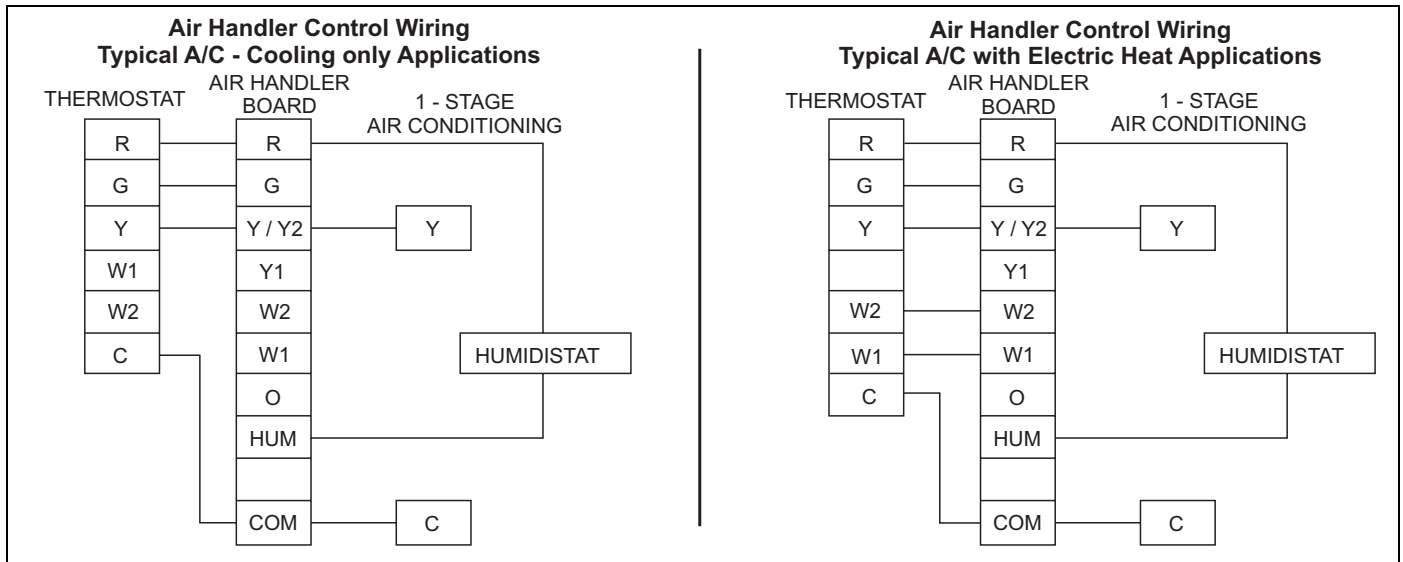 Air Handler Control Wiring
Typical A/C - Cooling only Applications
THERMOSTAT
AIR HANDLER
BOARD
1 - STAGE
AIR CONDITIONING
R
G
Y
W1
W2
C
R
G
Y / Y2
Y1
W2
W1
O
HUM
COM
Y
HUMIDISTAT
C
Air Handler Control Wiring
Typical A/C with Electric Heat Applications
THERMOSTAT
AIR HANDLER
BOARD
1 - STAGE
AIR CONDITIONING
R
G
Y
W2
W1
C
R
G
Y / Y2
Y1
W2
W1
O
HUM
COM
Y
HUMIDISTAT
C